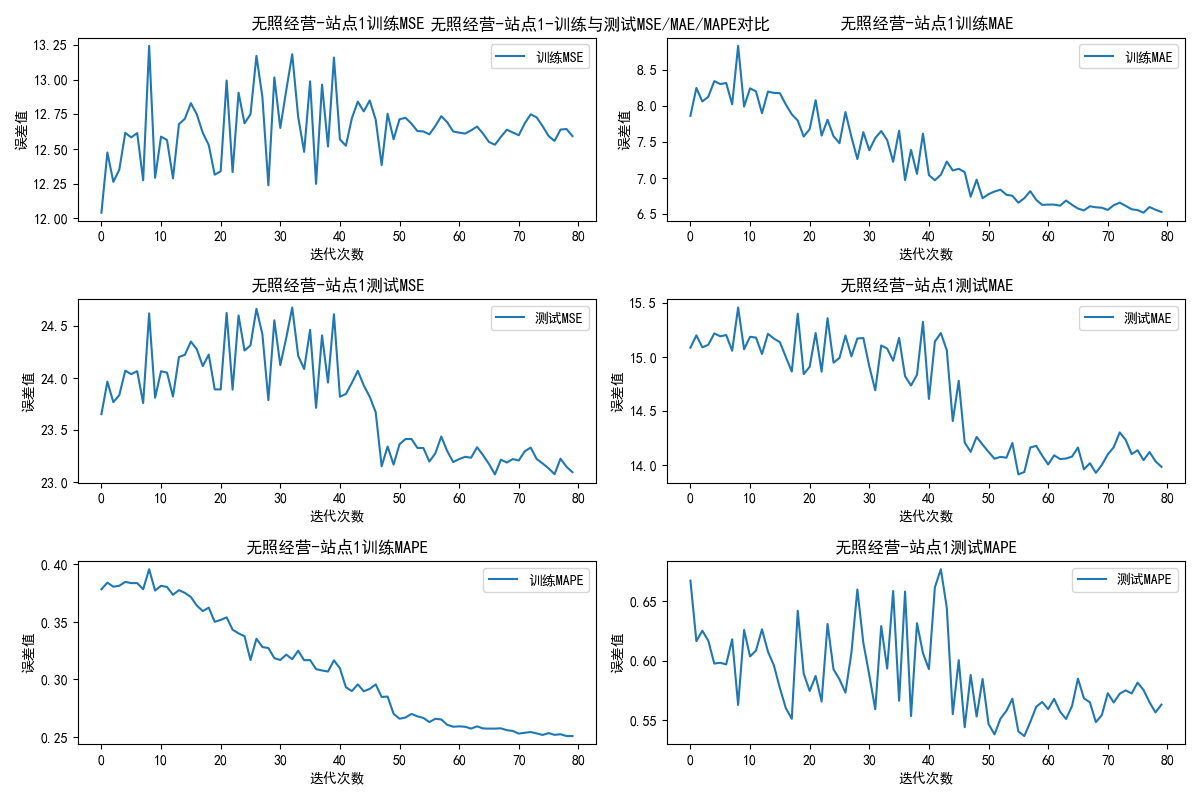 无照经营-站点1-训练与测试MSE/MAE/MAPE对比
无照经营-站点1训练MSE
训练MSE
误差值
13.25
13.00
12.75
12.50
12.25
12.00
0 10 20 30 40 50 60 70 80
迭代次数
无照经营-站点1训练MAE
训练MAE
误差值
8.5
8.0
7.5
7.0
6.5
0 10 20 30 40 50 60 70 80
迭代次数
无照经营-站点1测试MSE
测试MSE
误差值
24.5
24.0
23.5
23.0
0 10 20 30 40 50 60 70 80
迭代次数
无照经营-站点1测试MAE
测试MAE
误差值
15.5
15.0
14.5
14.0
0 10 20 30 40 50 60 70 80
迭代次数
无照经营-站点1训练MAPE
训练MAPE
误差值
0.40
0.35
0.30
0.25
0 10 20 30 40 50 60 70 80
迭代次数
无照经营-站点1测试MAPE
测试MAPE
误差值
0.65
0.60
0.55
0 10 20 30 40 50 60 70 80
迭代次数